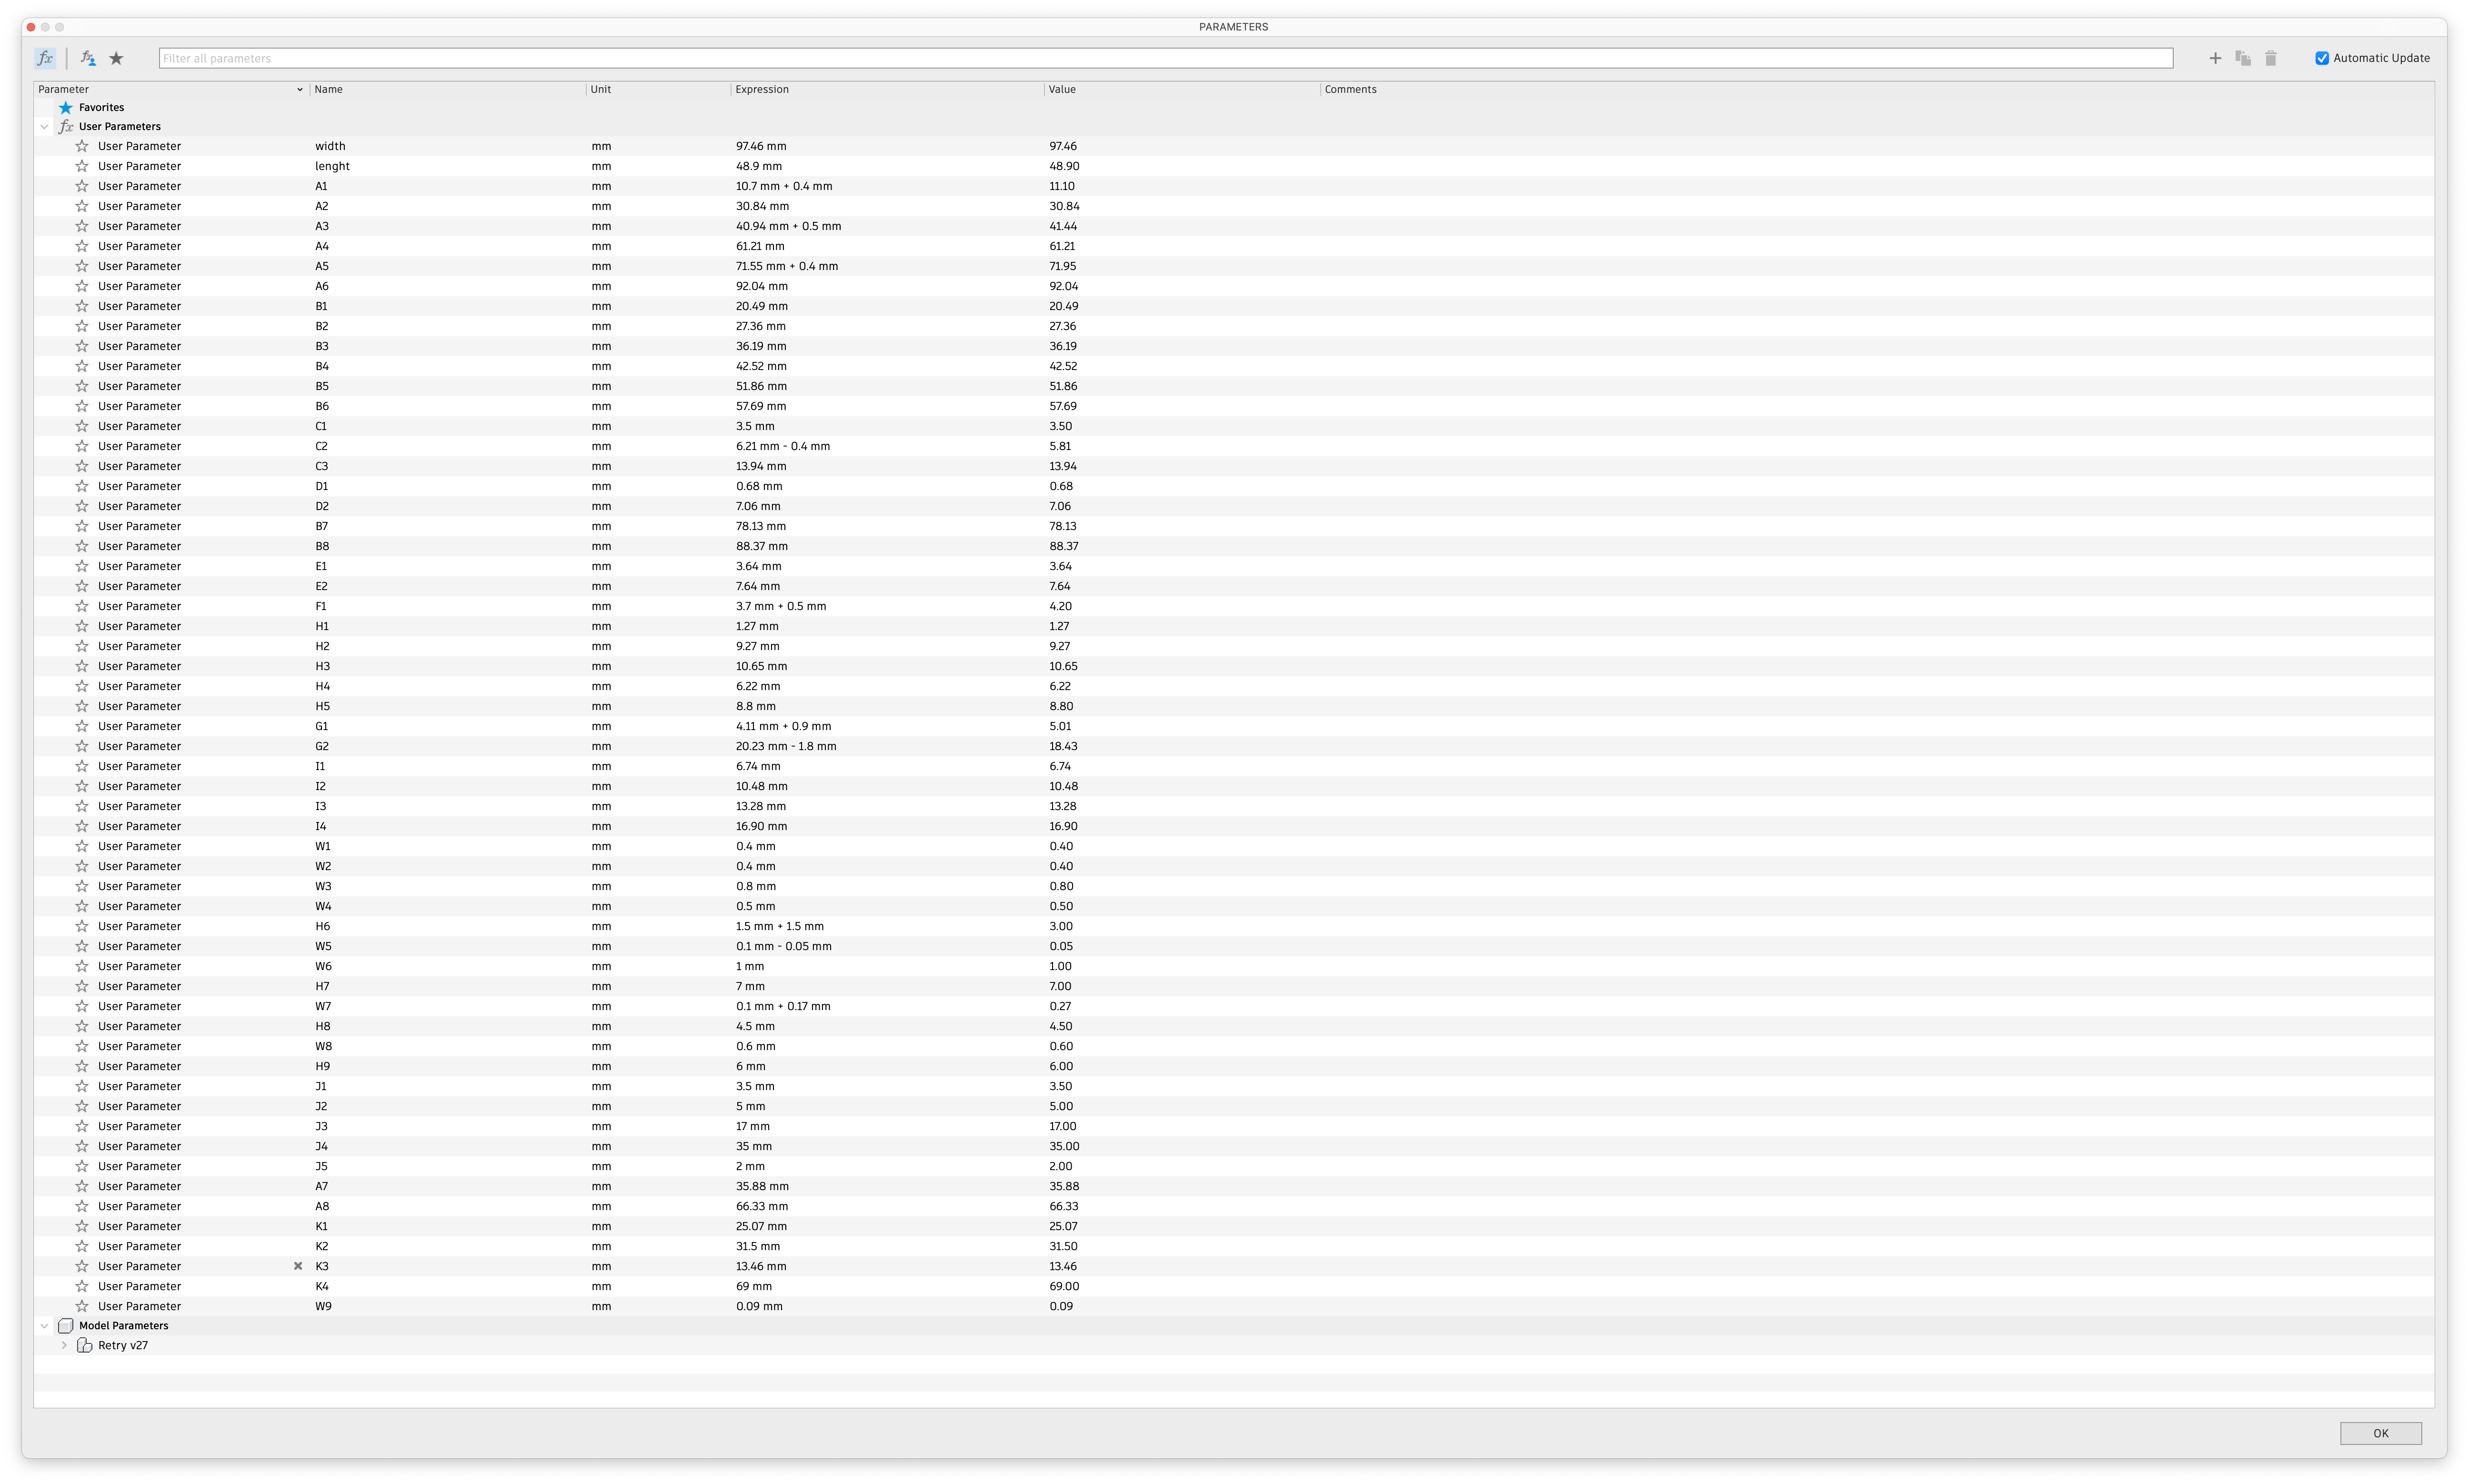 PARAMETERS
fx fx Filter all parameters Automatic Update
Parameter Name Unit Expression Value Comments
Favorites
fx User Parameters
User Parameter width mm 97.46 mm 97.46
User Parameter lenght mm 48.9 mm 48.90
User Parameter A1 mm 10.7 mm + 0.4 mm 11.10
User Parameter A2 mm 30.84 mm 30.84
User Parameter A3 mm 40.94 mm + 0.5 mm 41.44
User Parameter A4 mm 61.21 mm 61.21
User Parameter A5 mm 71.55 mm + 0.4 mm 71.95
User Parameter A6 mm 92.04 mm 92.04
User Parameter B1 mm 20.49 mm 20.49
User Parameter B2 mm 27.36 mm 27.36
User Parameter B3 mm 36.19 mm 36.19
User Parameter B4 mm 42.52 mm 42.52
User Parameter B5 mm 51.86 mm 51.86
User Parameter B6 mm 57.69 mm 57.69
User Parameter C1 mm 3.5 mm 3.50
User Parameter C2 mm 6.21 mm - 0.4 mm 5.81
User Parameter C3 mm 13.94 mm 13.94
User Parameter D1 mm 0.68 mm 0.68
User Parameter D2 mm 7.06 mm 7.06
User Parameter B7 mm 78.13 mm 78.13
User Parameter B8 mm 88.37 mm 88.37
User Parameter E1 mm 3.64 mm 3.64
User Parameter E2 mm 7.64 mm 7.64
User Parameter F1 mm 3.7 mm + 0.5 mm 4.20
User Parameter H1 mm 1.27 mm 1.27
User Parameter H2 mm 9.27 mm 9.27
User Parameter H3 mm 10.65 mm 10.65
User Parameter H4 mm 6.22 mm 6.22
User Parameter H5 mm 8.8 mm 8.80
User Parameter G1 mm 4.11 mm + 0.9 mm 5.01
User Parameter G2 mm 20.23 mm - 1.8 mm 18.43
User Parameter I1 mm 6.74 mm 6.74
User Parameter I2 mm 10.48 mm 10.48
User Parameter I3 mm 13.28 mm 13.28
User Parameter I4 mm 16.90 mm 16.90
User Parameter W1 mm 0.4 mm 0.40
User Parameter W2 mm 0.4 mm 0.40
User Parameter W3 mm 0.8 mm 0.80
User Parameter W4 mm 0.5 mm 0.50
User Parameter H6 mm 1.5 mm + 1.5 mm 3.00
User Parameter W5 mm 0.1 mm - 0.05 mm 0.05
User Parameter W6 mm 1 mm 1.00
User Parameter H7 mm 7 mm 7.00
User Parameter W7 mm 0.1 mm + 0.17 mm 0.27
User Parameter H8 mm 4.5 mm 4.50
User Parameter W8 mm 0.6 mm 0.60
User Parameter H9 mm 6 mm 6.00
User Parameter J1 mm 3.5 mm 3.50
User Parameter J2 mm 5 mm 5.00
User Parameter J3 mm 17 mm 17.00
User Parameter J4 mm 35 mm 35.00
User Parameter J5 mm 2 mm 2.00
User Parameter A7 mm 35.88 mm 35.88
User Parameter A8 mm 66.33 mm 66.33
User Parameter K1 mm 25.07 mm 25.07
User Parameter K2 mm 31.5 mm 31.50
User Parameter K3 mm 13.46 mm 13.46
User Parameter K4 mm 69 mm 69.00
User Parameter W9 mm 0.09 mm 0.09
Model Parameters
Retry v27
OK